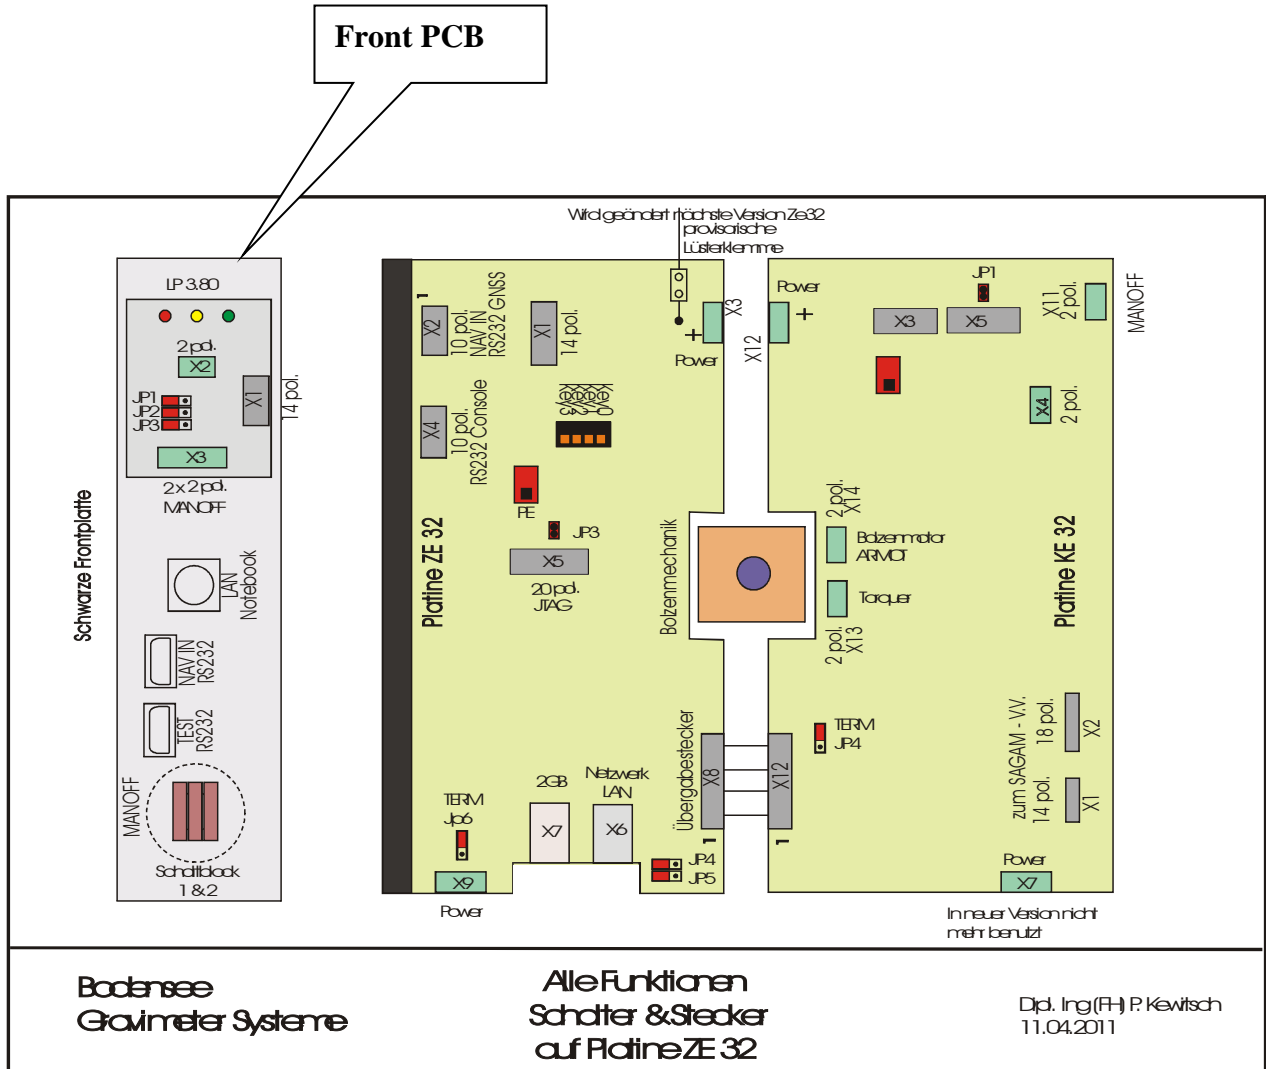 Front PCB
Wird geändert nächste Version Ze32
provisorische
Lüsterklemme
Schwarze Frontplatte
LP 3.80
2 pol.
X2
JP1
JP2
JP3
X1
14 pol.
X3
2 x 2 pol.
MANOFF
LAN
Notebook
NAV IN
RS232
TEST
RS232
MANOFF
Schaltblock
1 & 2
1
X2
10 pol.
NAV IN
RS232 GNSS
X1
14 pol.
X3
+
Power
X4
10 pol.
RS232 Console
Key3
Key2
Key1
Key0
PE
JP3
X5
20 pol.
JTAG
Platine ZE 32
Bolzenmechanik
Übergabestecker
X8
1
2GB
X7
Netzwerk
LAN
X6
TERM
Jp6
X9
Power
JP4
JP5
Power
+
X12
JP1
X3
X5
X11
2 pol.
MANOFF
X4
2 pol.
2 pol.
X14
Bolzenmotor
ARMOT
Torquer
2 pol.
X13
Platine KE 32
TERM
JP4
X12
1
zum SAGAM - V.V.
18 pol.
X2
14 pol.
X1
Power
X7
In neuer Version nicht
mehr benutzt
Bodensee
Gravimeter Systeme
Alle Funktionen
Schalter & Stecker
auf Platine ZE 32
Dipl. Ing (FH) P. Kewitsch
11.04.2011